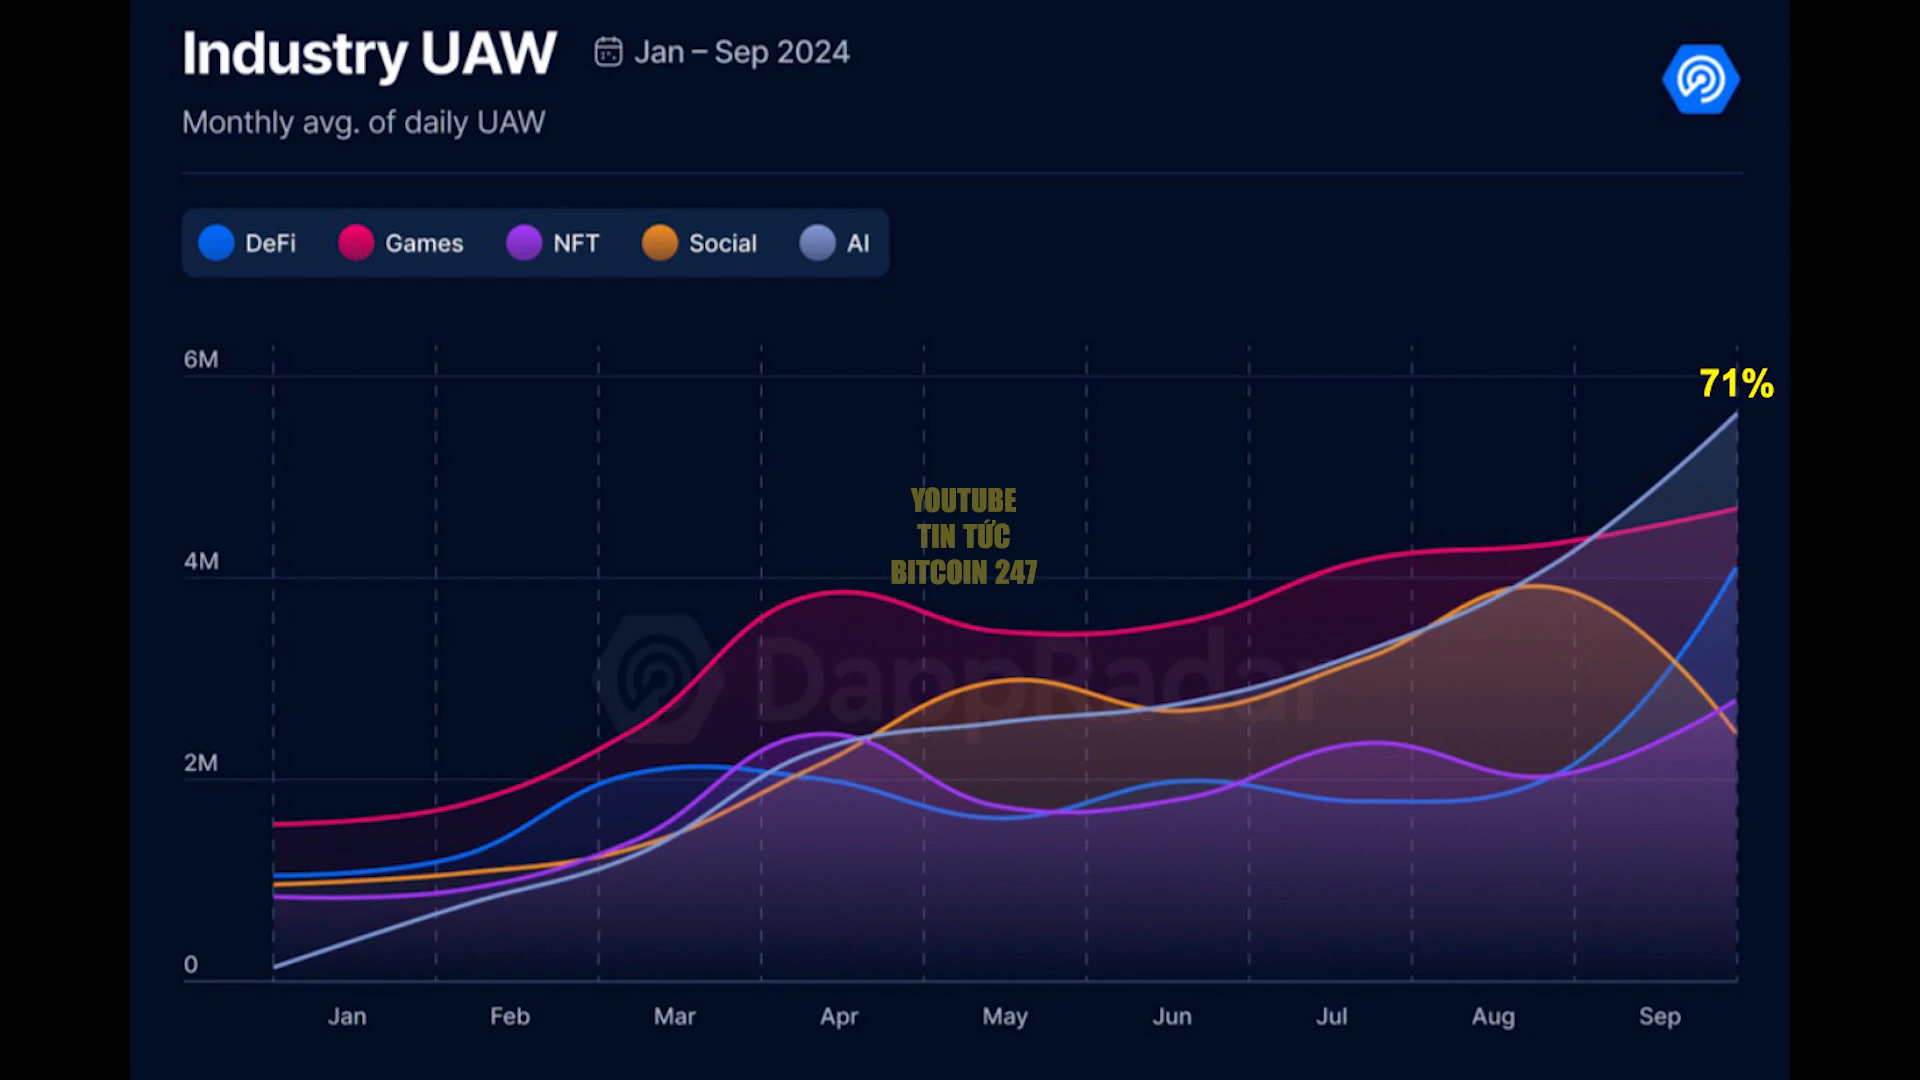 Industry UAW
Jan – Sep 2024
Monthly avg. of daily UAW
DeFi
Games
NFT
Social
AI
6M
71%
YOUTUBE
TIN TỨC
4M
BITCOIN 247
DappRadar
2M
0
Jan
Feb
Mar
Apr
May
Jun
Jul
Aug
Sep